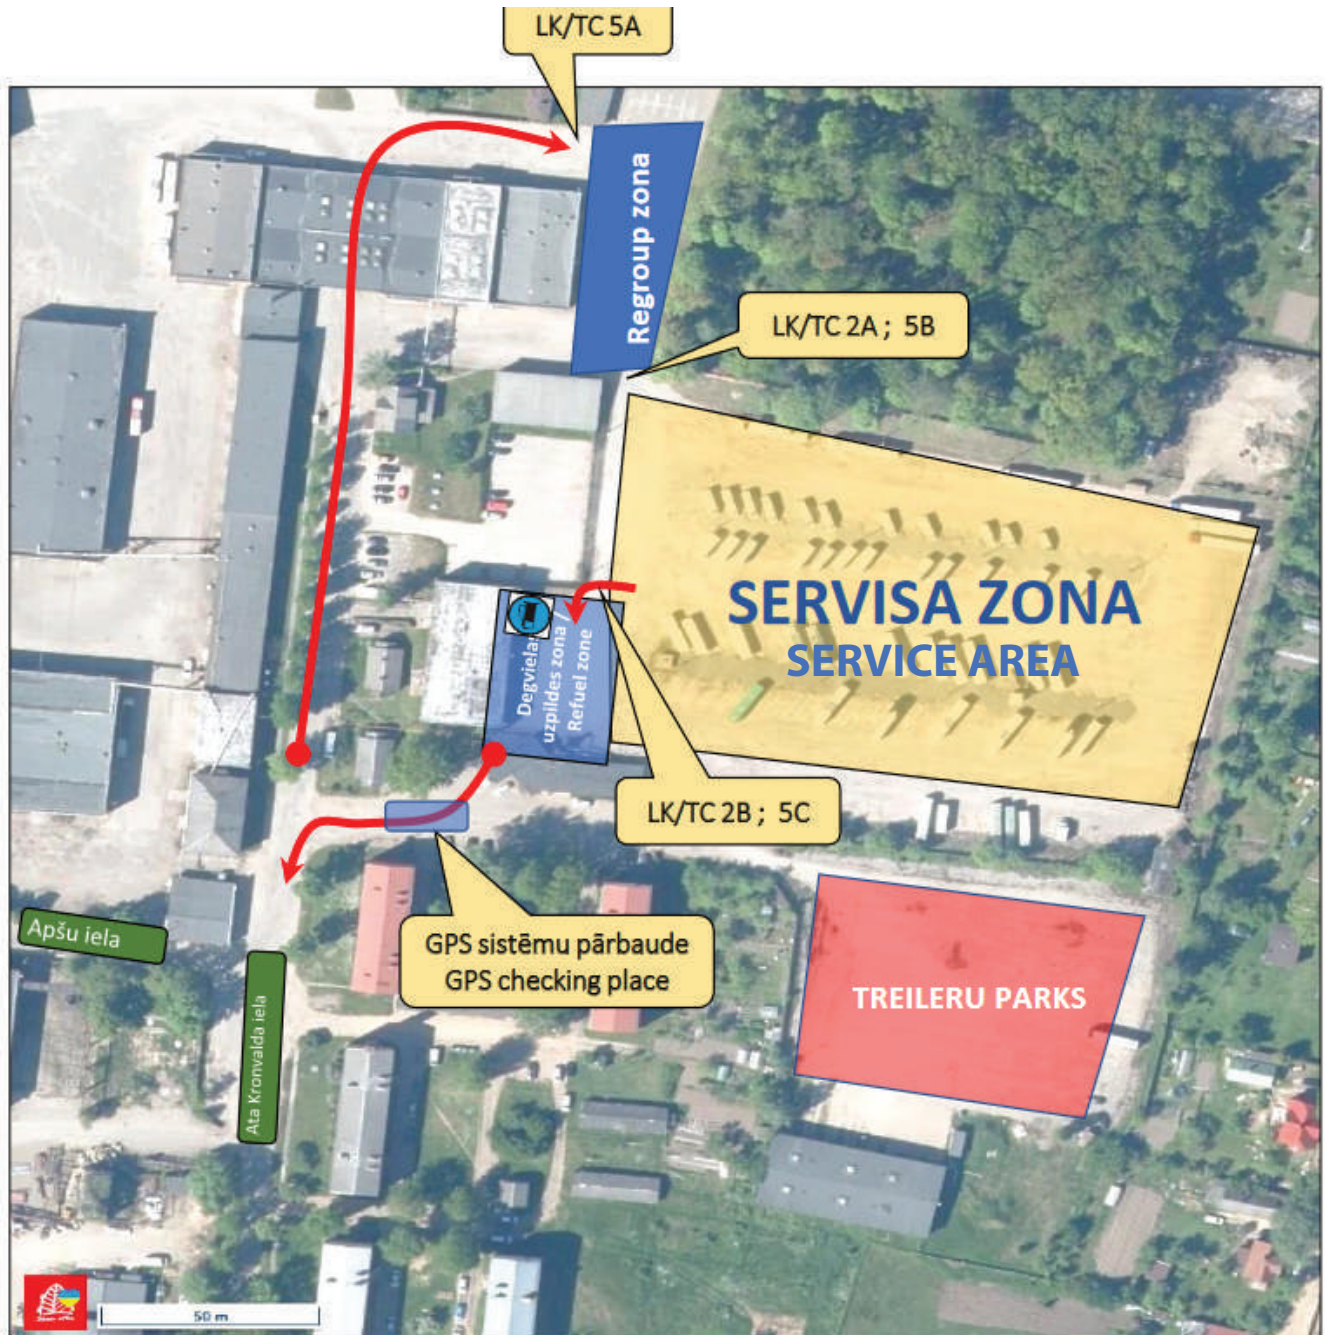 LK/TC 5A
Regroup zona
LK/TC 2A ; 5B
SERVISA ZONA
SERVICE AREA
Degvielas
uzpildes zona /
Refuel zone
LK/TC 2B ; 5C
GPS sistēmu pārbaude
GPS checking place
Apšu iela
Ata Kronvalda iela
TREILERU PARKS
50 m